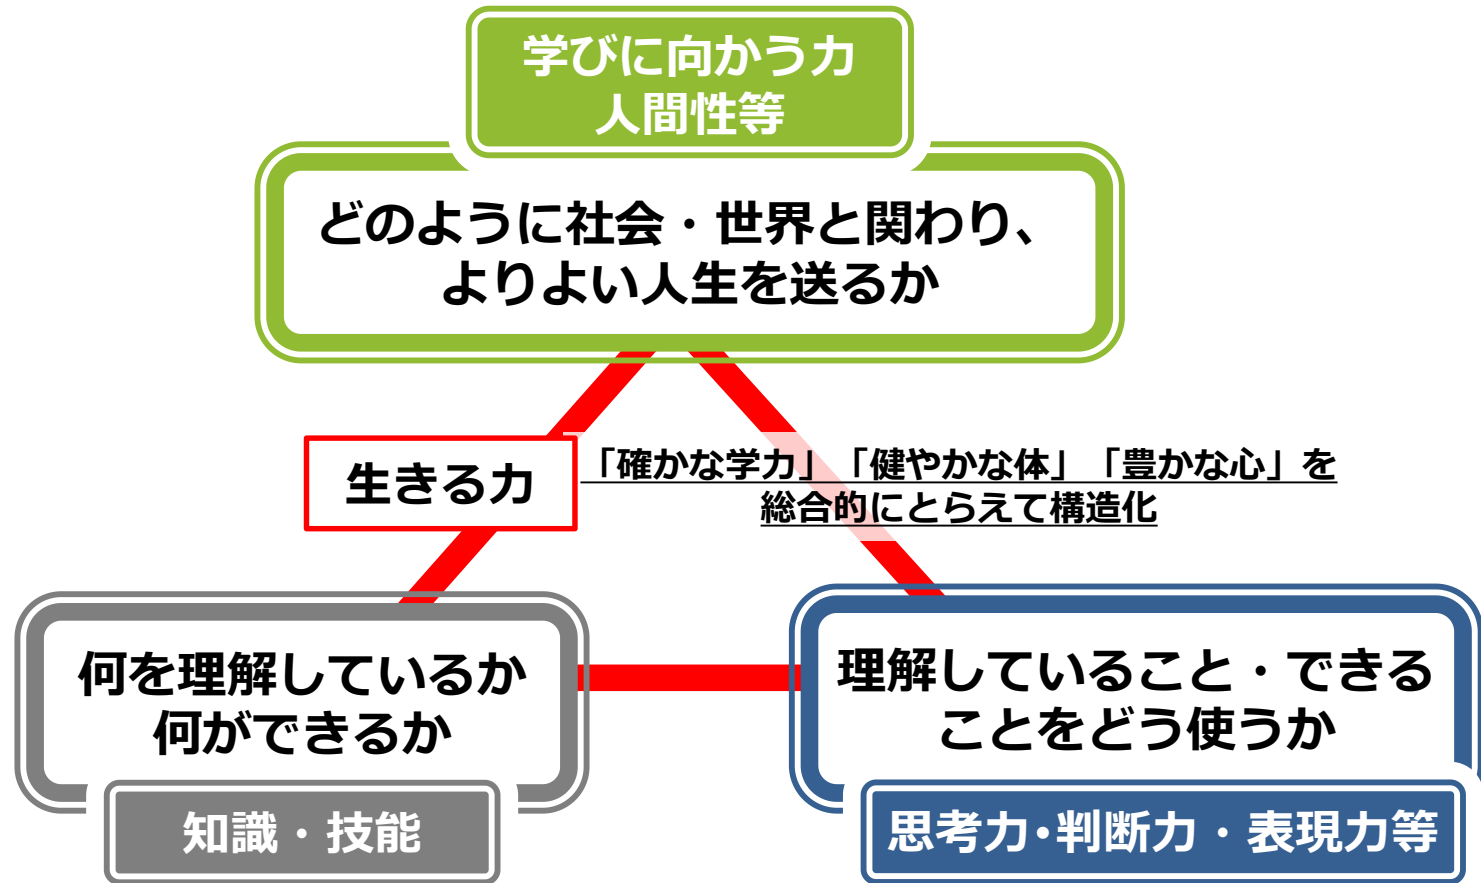 学びに向かう力
人間性等
どのように社会・世界と関わり、
よりよい人生を送るか
生きる力
「確かな学力」「健やかな体」「豊かな心」を
総合的にとらえて構造化
何を理解しているか
何ができるか
知識・技能
理解していること・できる
ことをどう使うか
思考力・判断力・表現力等